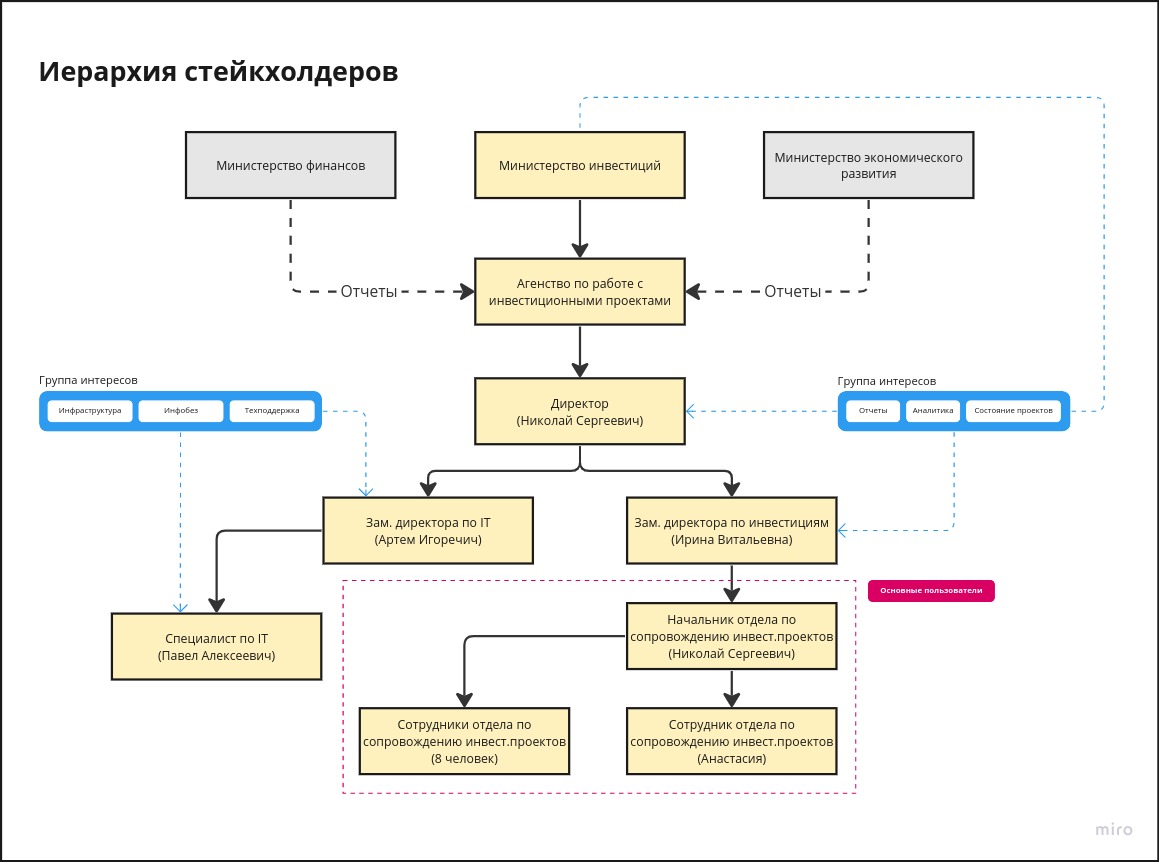 Иерархия стейкхолдеров
Министерство финансов
Министерство инвестиций
Министерство экономического
развития
Отчеты
Агенство по работе с
инвестиционными проектами
Отчеты
Группа интересов
Инфраструктура
Инфобез
Техподдержка
Директор
(Николай Сергеевич)
Группа интересов
Отчеты
Аналитика
Состояние проектов
Зам. директора по IT
(Артем Игоречич)
Зам. директора по инвестициям
(Ирина Витальевна)
Основные пользователи
Специалист по IT
(Павел Алексеевич)
Начальник отдела по
сопровождению инвест.проектов
(Николай Сергеевич)
Сотрудники отдела по
сопровождению инвест.проектов
(8 человек)
Сотрудник отдела по
сопровождению инвест.проектов
(Анастасия)
miro